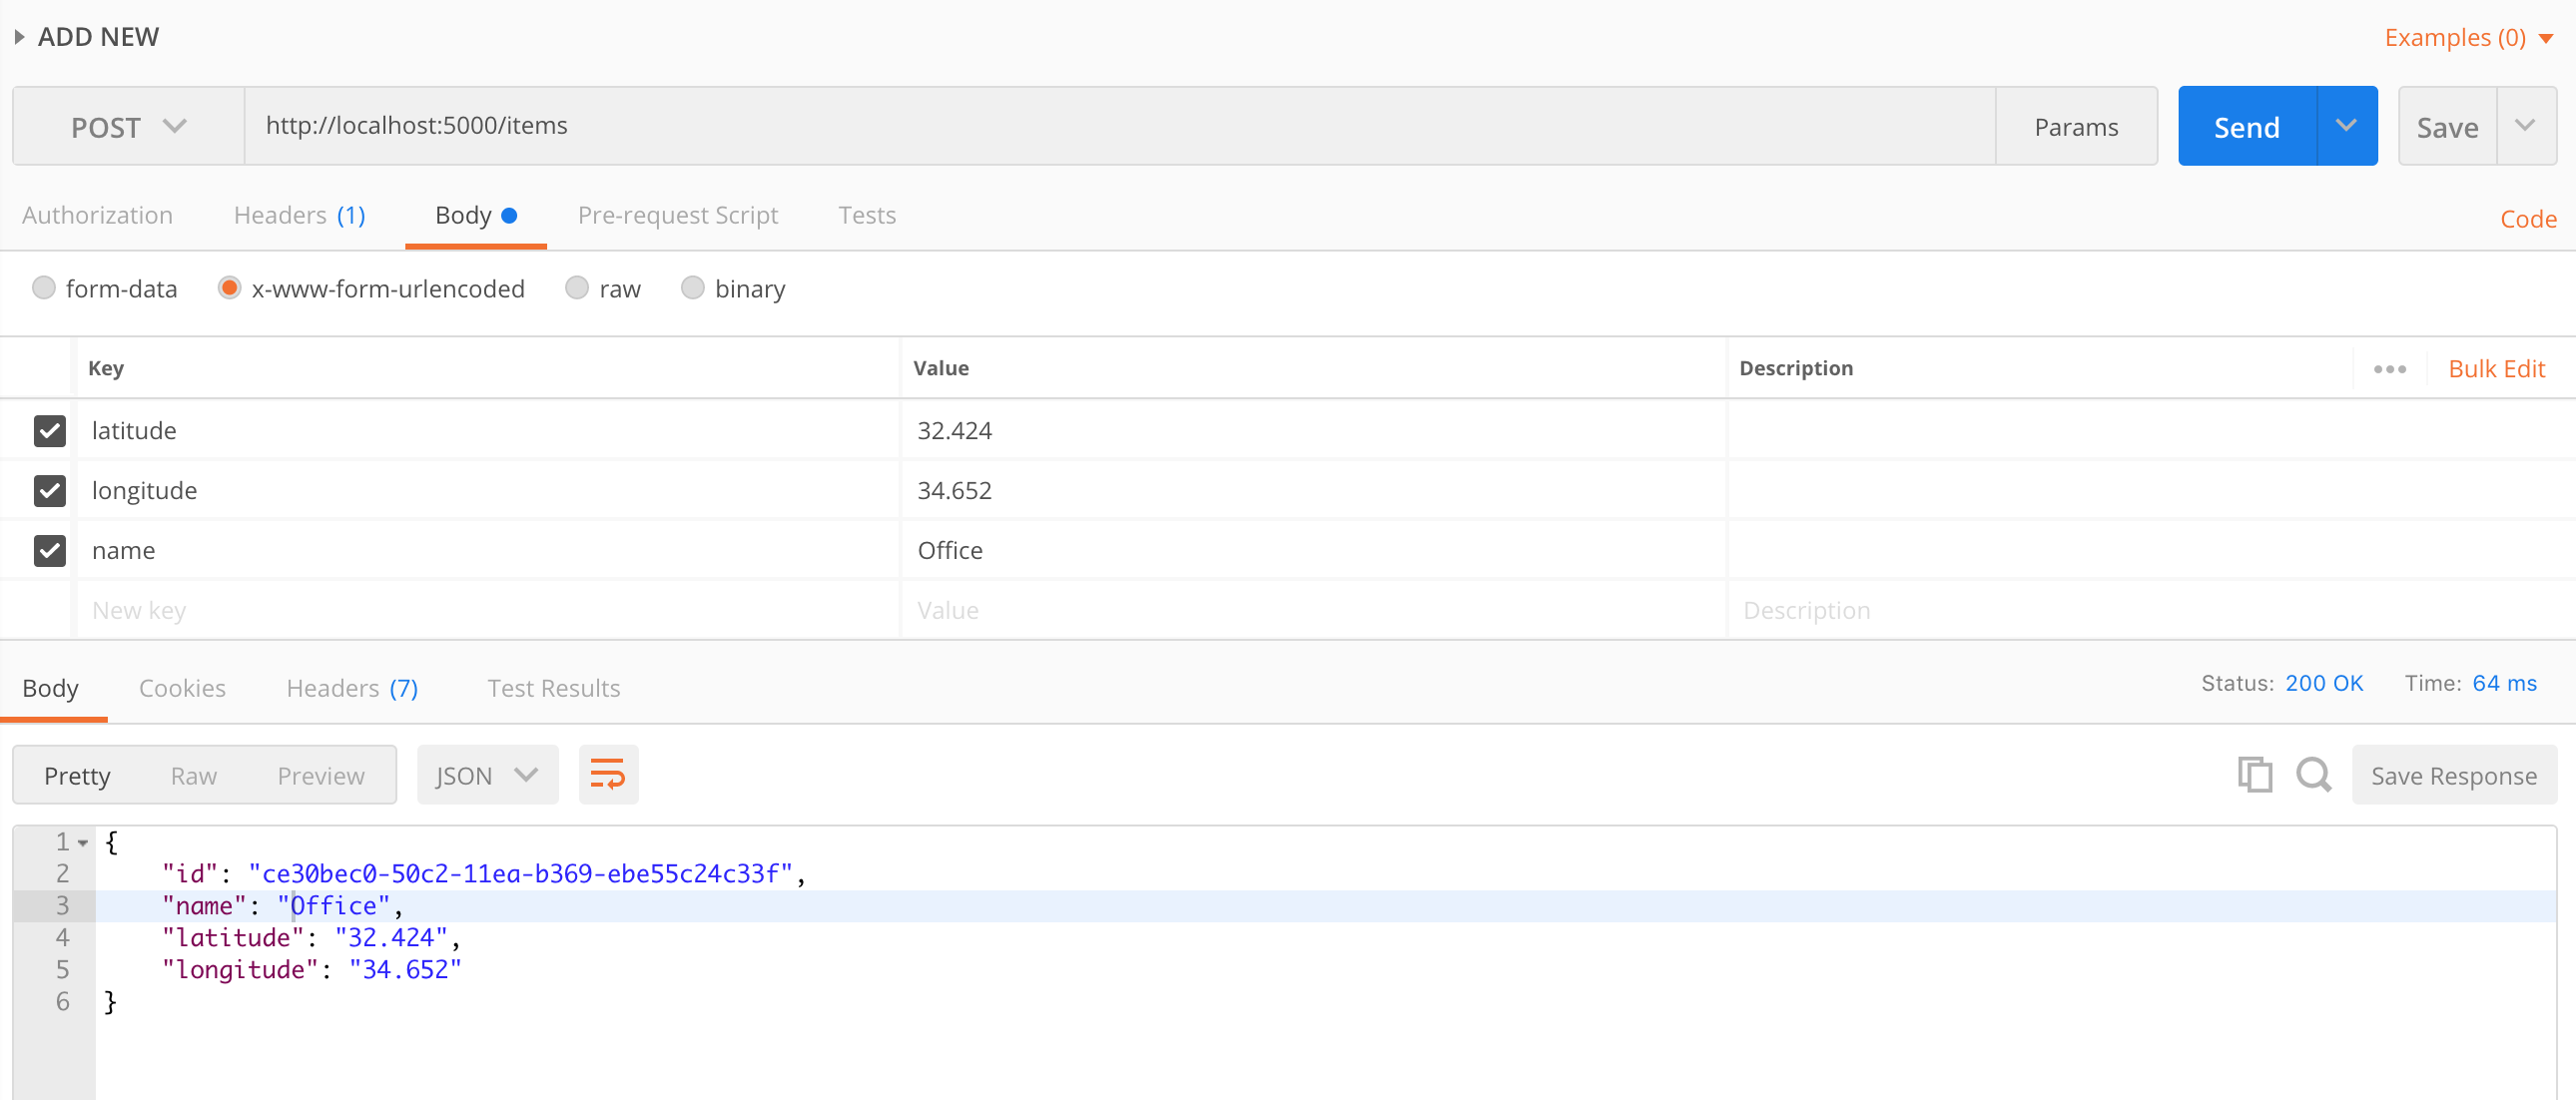 ADD NEW Examples (0)
POST http://localhost:5000/items Params Send Save
Authorization Headers (1) Body Pre-request Script Tests Code
form-data x-www-form-urlencoded raw binary
Key Value Description ••• Bulk Edit
latitude 32.424
longitude 34.652
name Office
New key Value Description
Body Cookies Headers (7) Test Results Status: 200 OK Time: 64 ms
Pretty Raw Preview JSON Save Response
1 {
2 "id": "ce30bec0-50c2-11ea-b369-ebe55c24c33f",
3 "name": "Office",
4 "latitude": "32.424",
5 "longitude": "34.652"
6 }